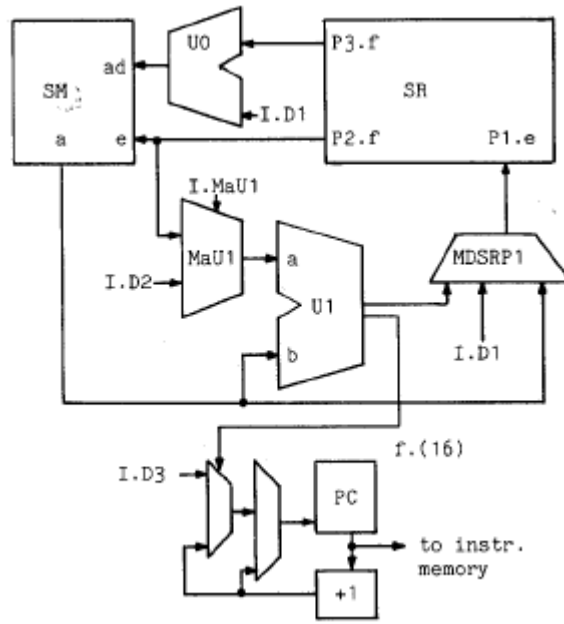 U0
P3.f
ad
SM
SR
I.D1
a
e
P2.f
P1.e
I.MaU1
MaU1
a
MDSRP1
I.D2
U1
b
I.D1
f.(16)
I.D3
PC
to instr.
memory
+1